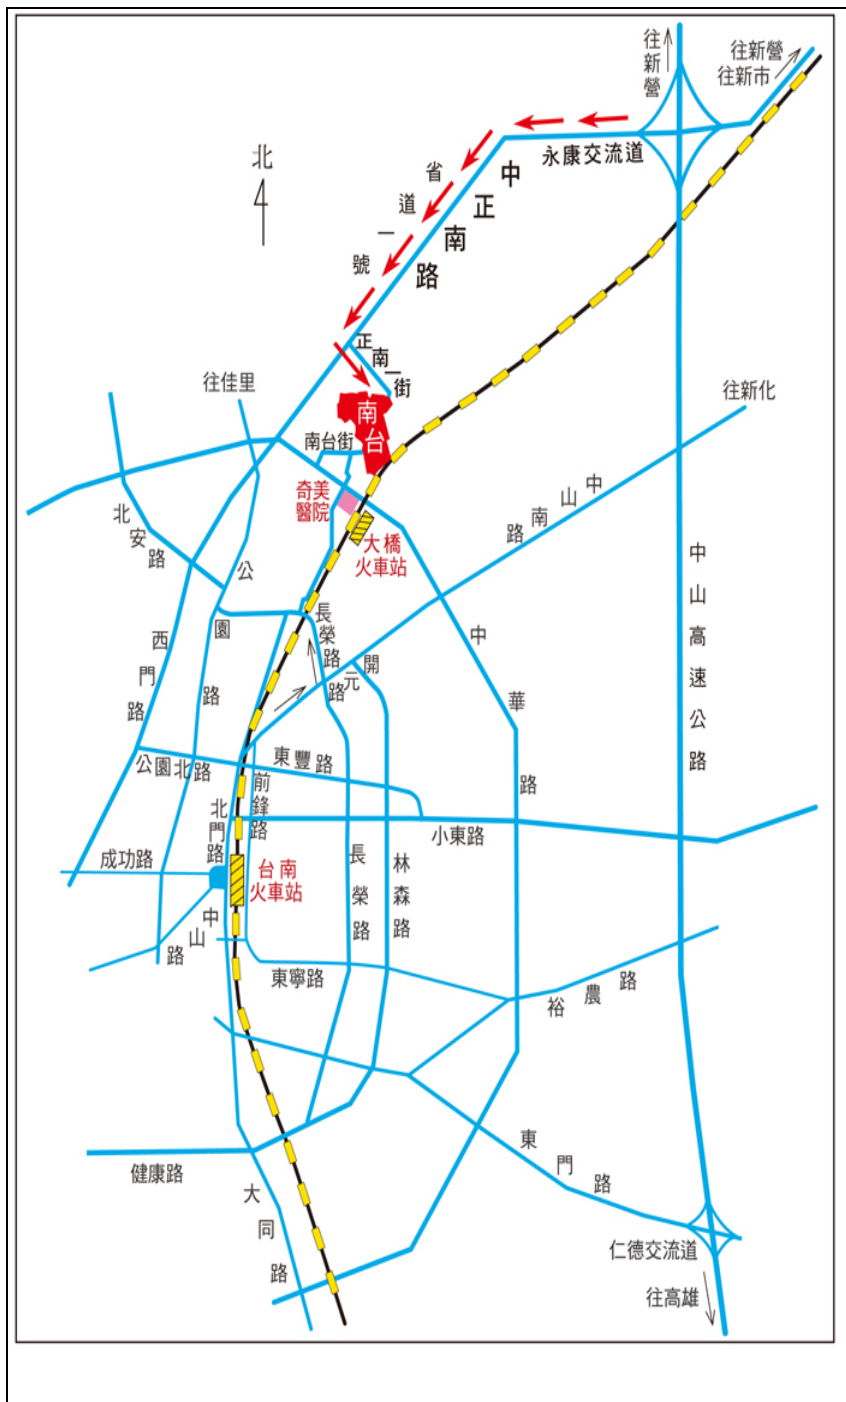 往新營
往新營
往新市
永康交流道
北
省道一號
中正南路
正南一街
往佳里
往新化
南台
南台街
奇美
醫院
大橋
火車站
中山南路
北安路
公園路
長榮路
開元路
中華路
中山高速公路
西門路
公園北路
東豐路
前鋒路
北門路
小東路
成功路
台南
火車站
長榮路
林森路
中山路
東寧路
裕農路
東門路
健康路
大同路
仁德交流道
往高雄